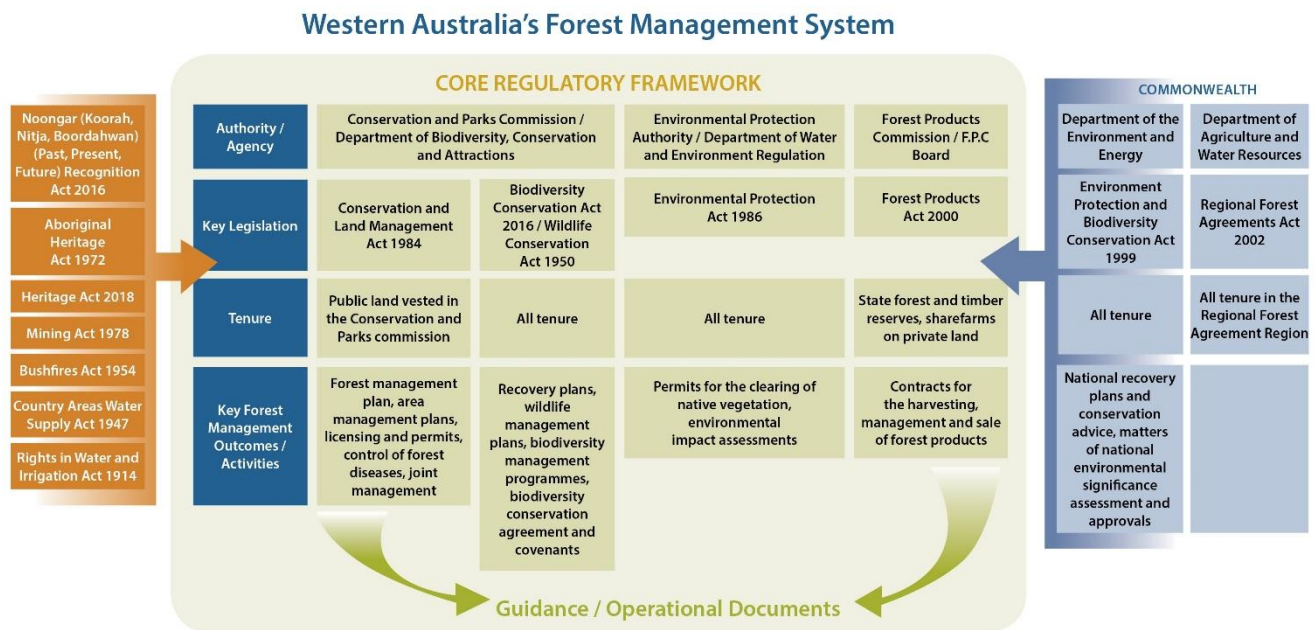 Western Australia's Forest Management System
Noongar (Koorah,
Nitja, Boordahwan)
(Past, Present,
Future) Recognition
Act 2016
Aboriginal
Heritage
Act 1972
Heritage Act 2018
Mining Act 1978
Bushfires Act 1954
Country Areas Water
Supply Act 1947
Rights in Water and
Irrigation Act 1914
CORE REGULATORY FRAMEWORK
Authority /
Agency
Conservation and Parks Commission /
Department of Biodiversity, Conservation
and Attractions
Environmental Protection
Authority / Department of Water
and Environment Regulation
Forest Products
Commission / F.P.C
Board
Key Legislation
Conservation and
Land Management
Act 1984
Biodiversity
Conservation Act
2016 / Wildlife
Conservation
Act 1950
Environmental Protection
Act 1986
Forest Products
Act 2000
Tenure
Public land vested in
the Conservation and
Parks commission
All tenure
All tenure
State forest and timber
reserves, sharefarms
on private land
Key Forest
Management
Outcomes /
Activities
Forest management
plan, area
management plans,
licensing and permits,
control of forest
diseases, joint
management
Recovery plans,
wildlife
management
plans, biodiversity
management
programmes,
biodiversity
conservation
agreement and
covenants
Permits for the clearing of
native vegetation,
environmental
impact assessments
Contracts for
the harvesting,
management and sale
of forest products
Guidance / Operational Documents
COMMONWEALTH
Department of the
Environment and
Energy
Department of
Agriculture and
Water Resources
Environment
Protection and
Biodiversity
Conservation Act
1999
Regional Forest
Agreements Act
2002
All tenure
All tenure in the
Regional Forest
Agreement Region
National recovery
plans and
conservation
advice, matters
of national
environmental
significance
assessment and
approvals